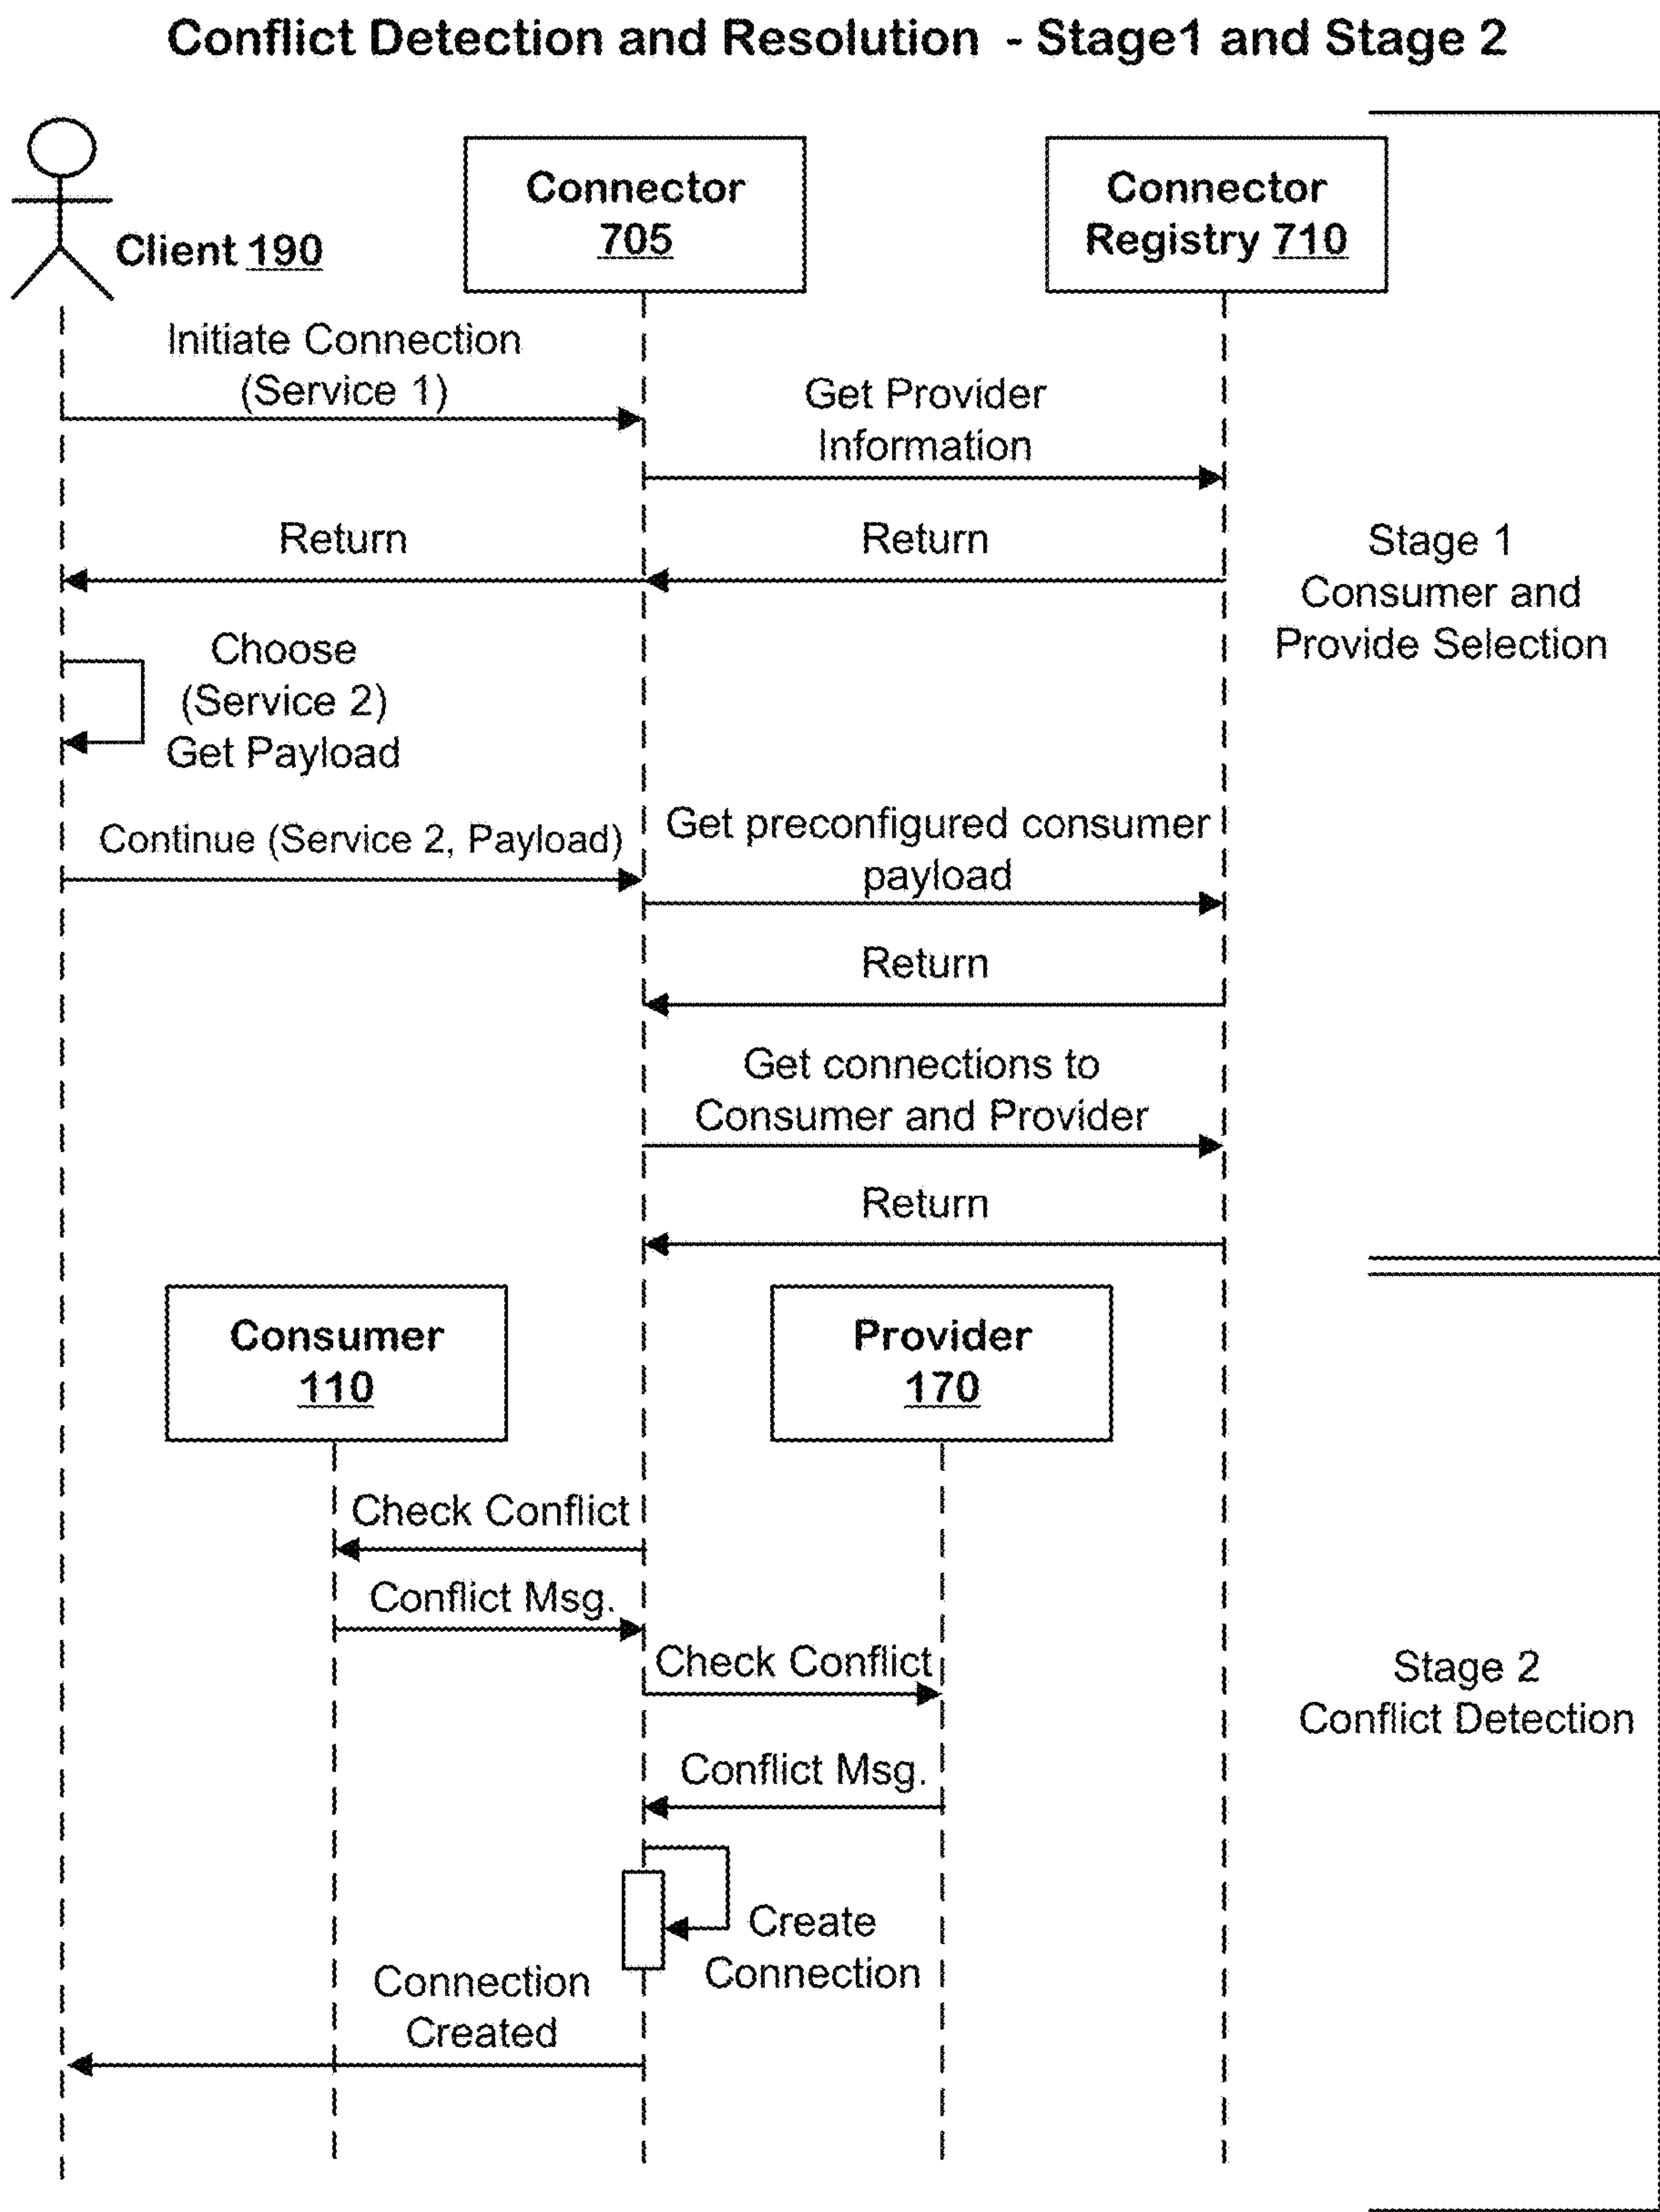 Conflict Detection and Resolution - Stage1 and Stage 2
Client 190
Connector
705
Connector
Registry 710
Initiate Connection
(Service 1)
Get Provider
Information
Return
Return
Stage 1
Consumer and
Provide Selection
Choose
(Service 2)
Get Payload
Continue (Service 2, Payload)
Get preconfigured consumer
payload
Return
Get connections to
Consumer and Provider
Return
Consumer
110
Provider
170
Check Conflict
Conflict Msg.
Check Conflict
Stage 2
Conflict Detection
Conflict Msg.
Create
Connection
Connection
Created